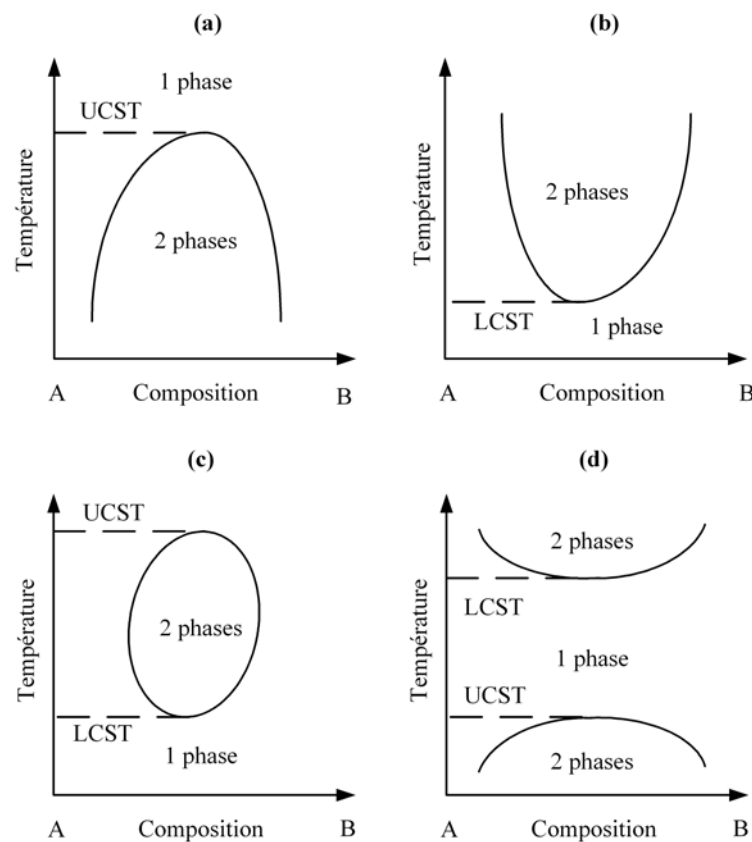 (a)
1 phase
UCST
2 phases
Température
A Composition B
(b)
2 phases
LCST
1 phase
Température
A Composition B
(c)
UCST
2 phases
LCST
1 phase
Température
A Composition B
(d)
2 phases
LCST
1 phase
UCST
2 phases
Température
A Composition B